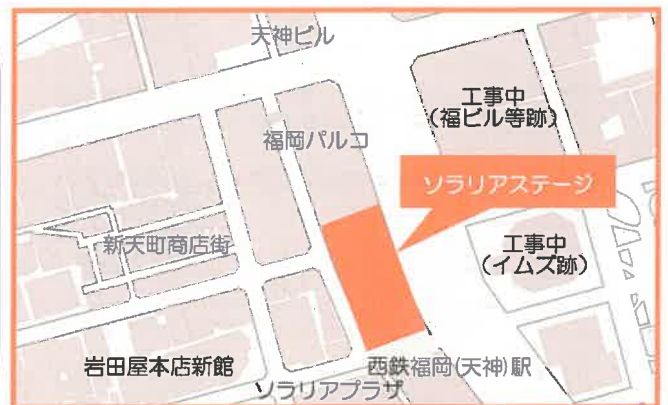 天神ビル
工事中
(福ビル等跡)
福岡パルコ
ソラリアステージ
新天町商店街
工事中
(イムズ跡)
岩田屋本店新館
西鉄福岡(天神)駅
ソラリアプラザ